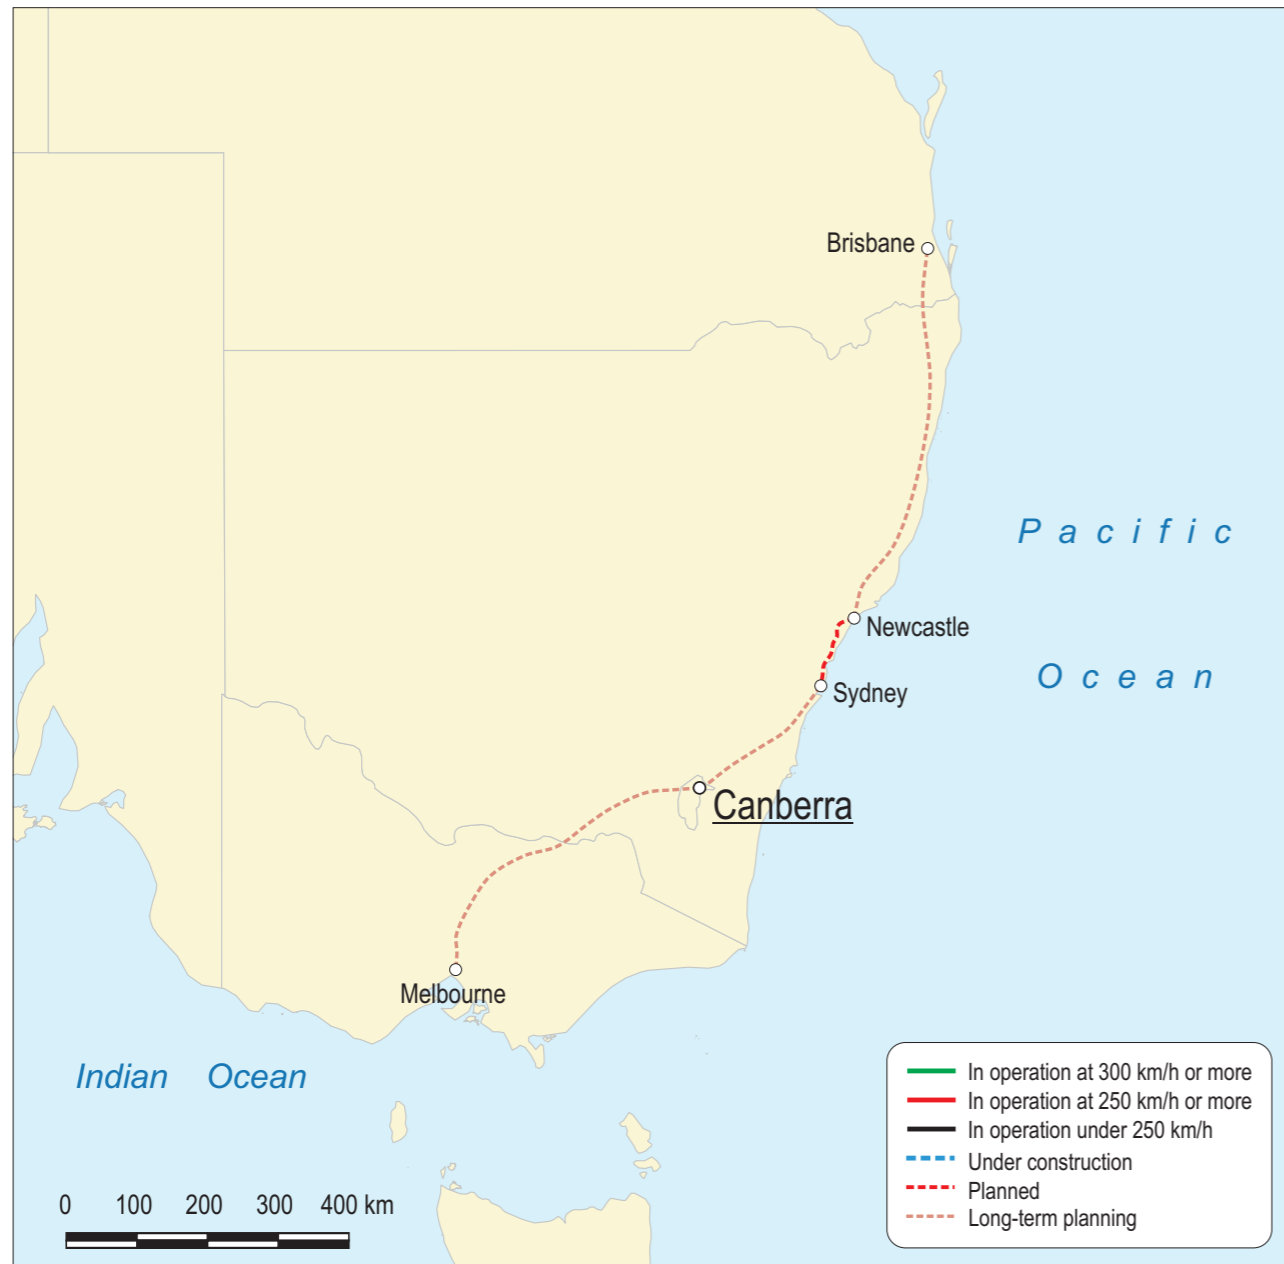 Brisbane
P a c i f i c
Newcastle
O c e a n
Sydney
Canberra
Melbourne
Indian Ocean
In operation at 300 km/h or more
In operation at 250 km/h or more
In operation under 250 km/h
Under construction
Planned
Long-term planning
0 100 200 300 400 km